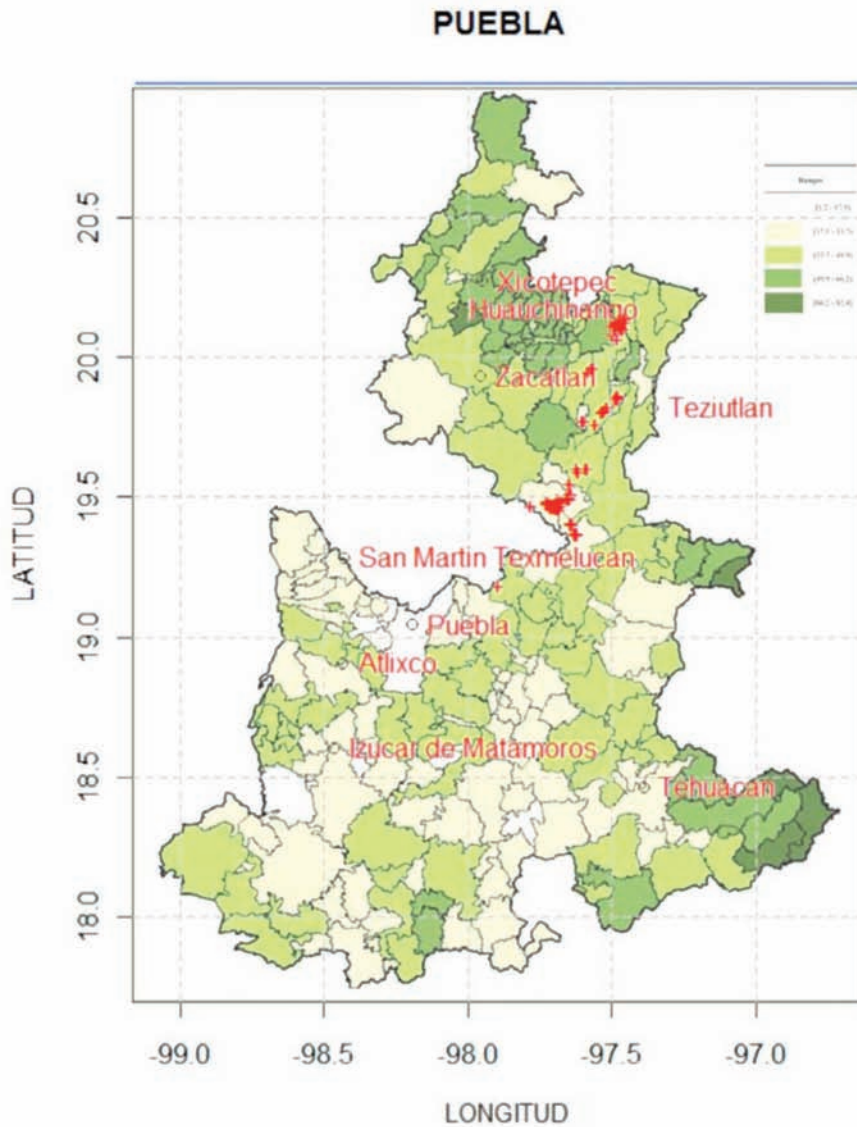 PUEBLA
20.5
20.0
19.5
19.0
18.5
18.0
LATITUD
Xicotepec
Huauchinango
Zacatlan
Teziutlan
San Martin Texmelucan
Puebla
Atlixco
Izucar de Matamoros
Tehuacan
-99.0 -98.5 -98.0 -97.5 -97.0
LONGITUD